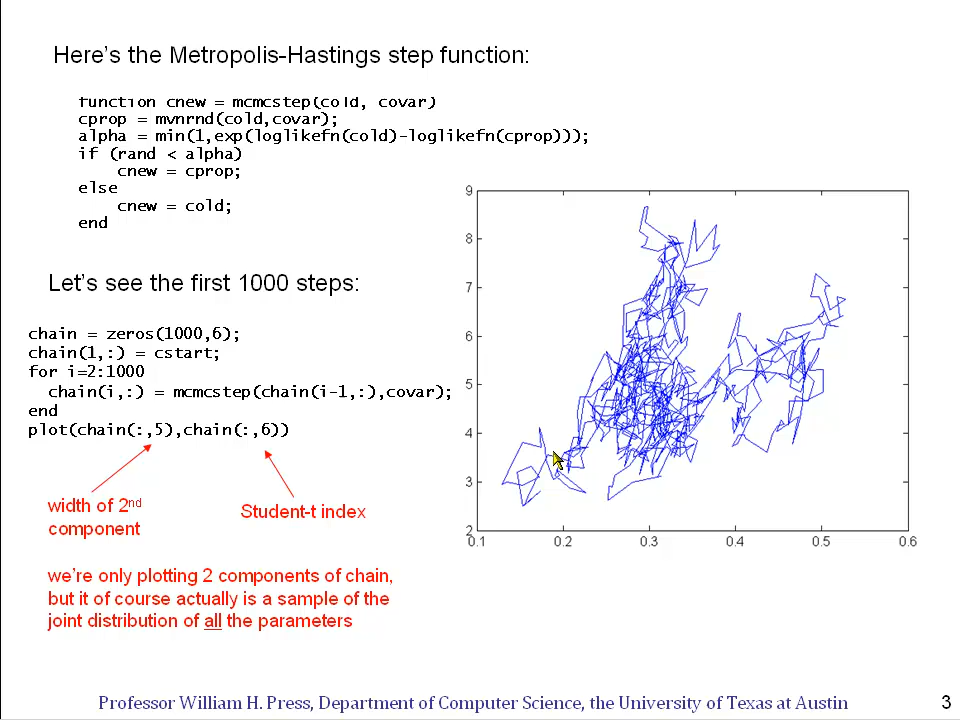 Here's the Metropolis-Hastings step function:
function cnew = mcmcstep(cold, covar)
cprop = mvnrnd(cold,covar);
alpha = min(1,exp(loglikefn(cold)-loglikefn(cprop)));
if (rand < alpha)
    cnew = cprop;
else
    cnew = cold;
end
Let's see the first 1000 steps:
chain = zeros(1000,6);
chain(1,:) = cstart;
for i=2:1000
  chain(i,:) = mcmcstep(chain(i-1,:),covar);
end
plot(chain(:,5),chain(:,6))
width of 2nd
component
Student-t index
we're only plotting 2 components of chain,
but it of course actually is a sample of the
joint distribution of all the parameters
9
8
7
6
5
4
3
2
0.1 0.2 0.3 0.4 0.5 0.6
Professor William H. Press, Department of Computer Science, the University of Texas at Austin
3